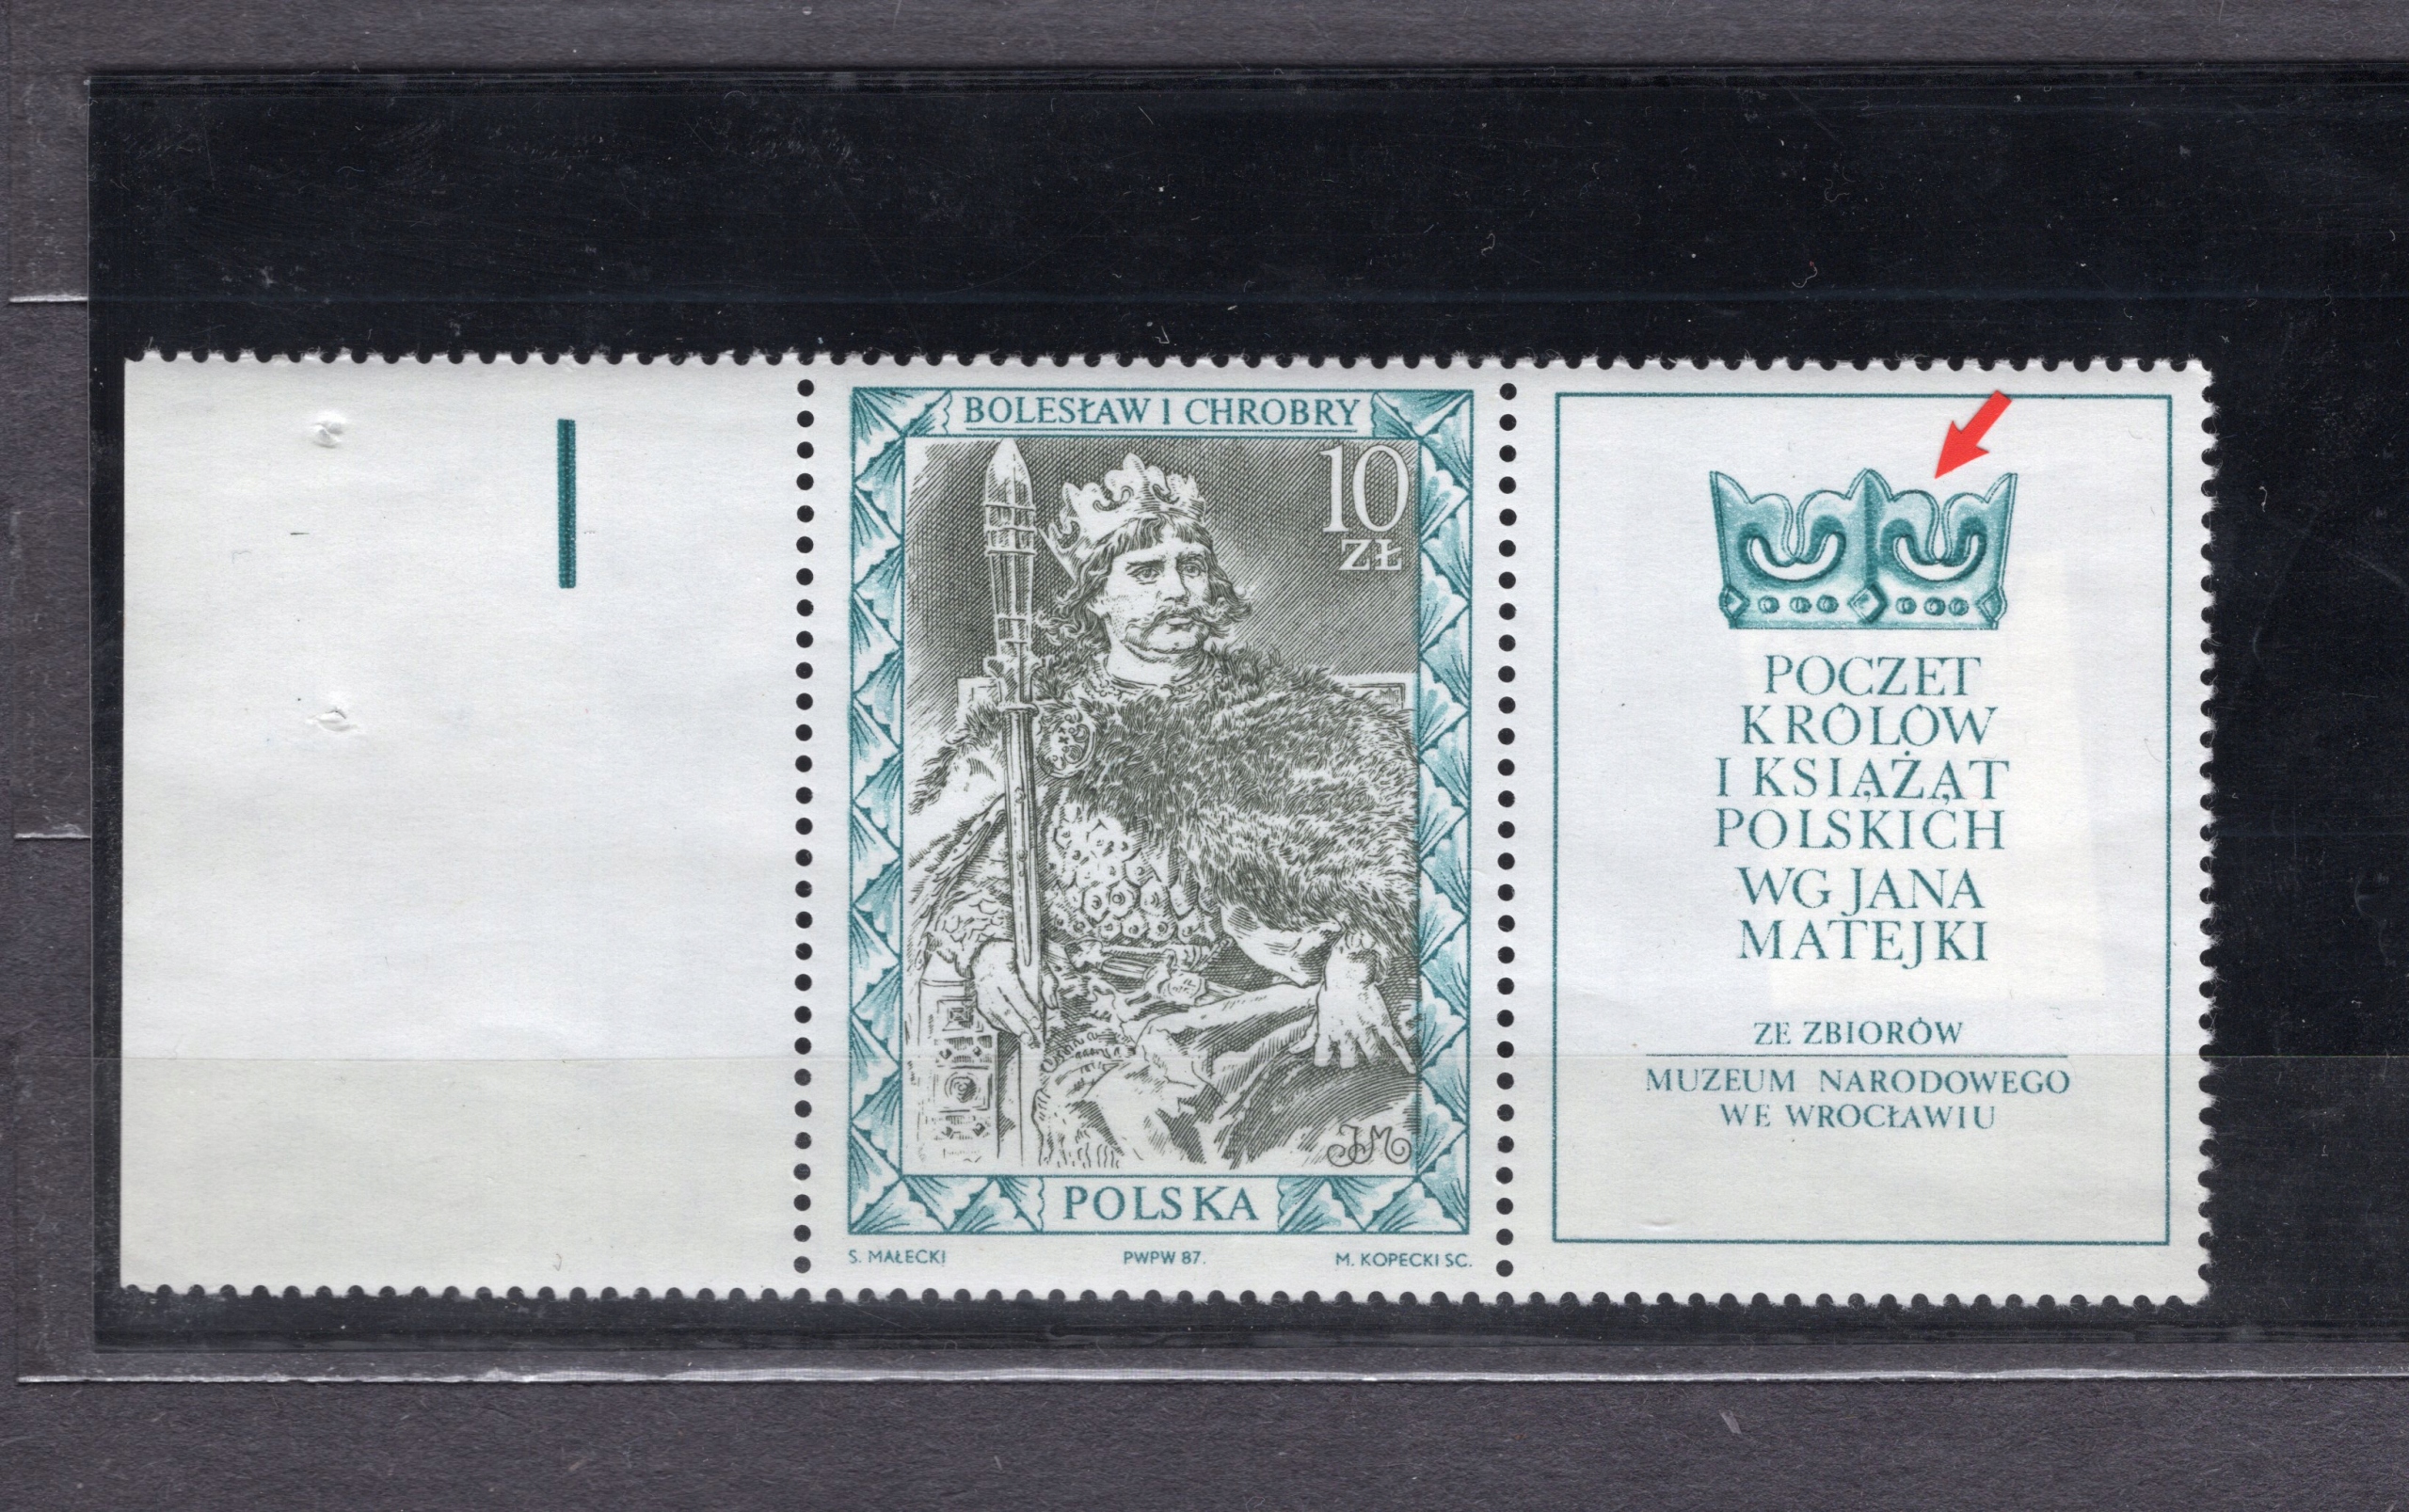 BOLESŁAW I CHROBRY
10
ZŁ
JM
POLSKA
S. MAŁECKI
PWPW 87.
M. KOPECKI SC.
POCZET
KRÓLÓW
I KSIĄŻĄT
POLSKICH
WG JANA
MATEJKI
ZE ZBIORÓW
MUZEUM NARODOWEGO
WE WROCŁAWIU